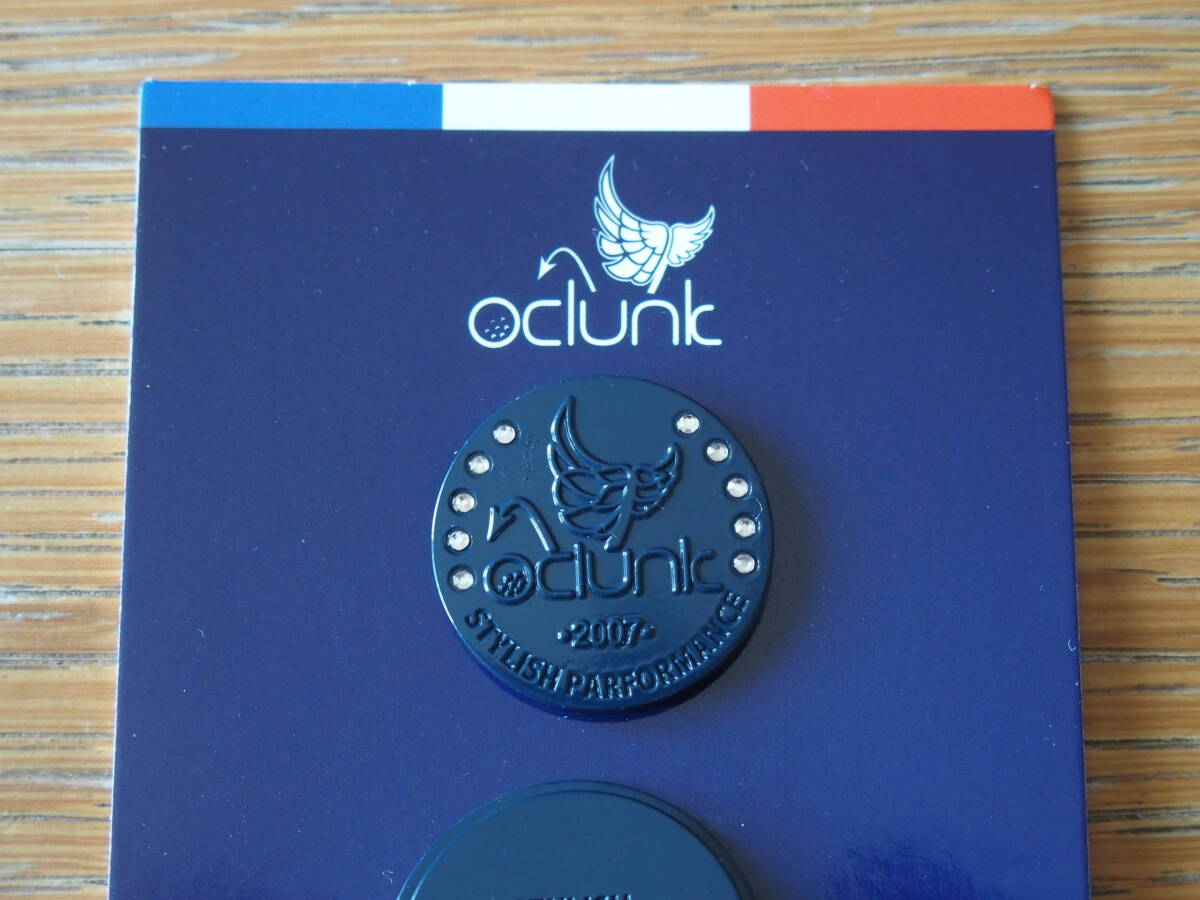 oclunk
oclunk
•2007•
STYLISH PARFORMANCE